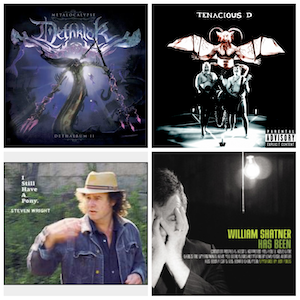 METALOCALYPSE
Dethklok
DETHALBUM II
TENACIOUS D
PARENTAL
ADVISORY
EXPLICIT CONTENT
I
Still
Have A
Pony.
STEVEN WRIGHT
WILLIAM SHATNER
HAS BEEN